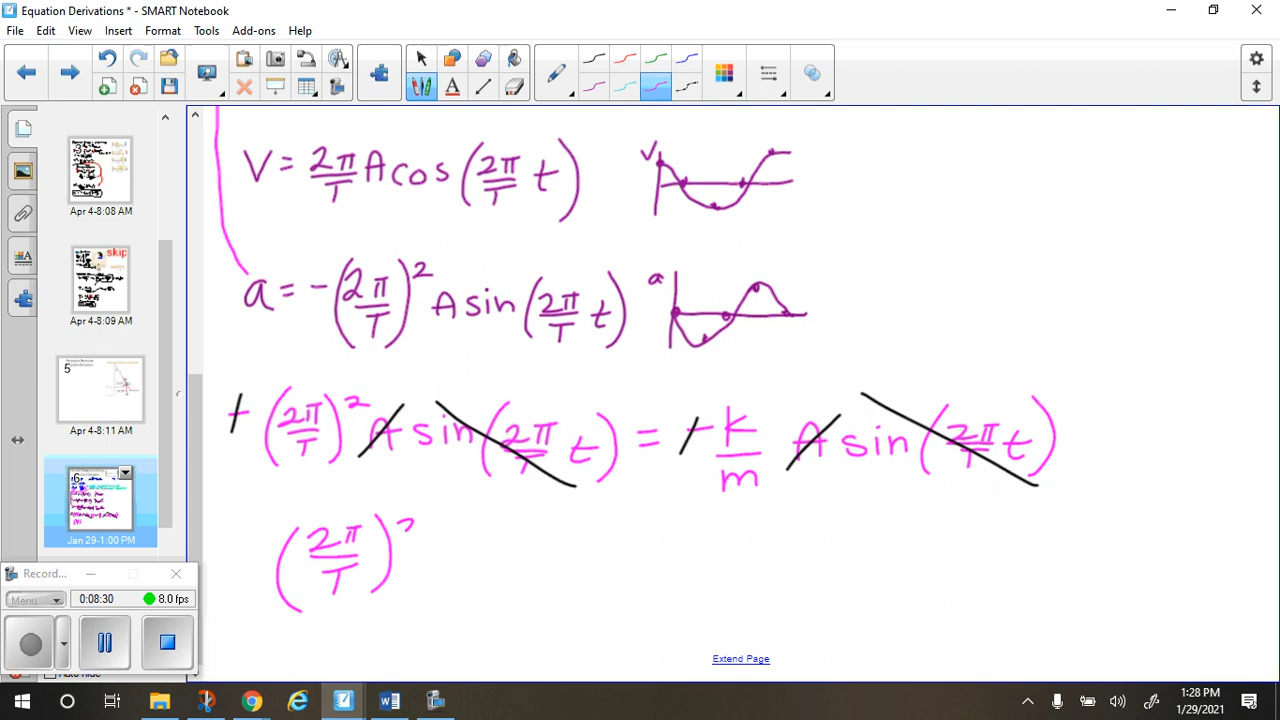 Equation Derivations * - SMART Notebook
File Edit View Insert Format Tools Add-ons Help
Apr 4-8:08 AM
skip
Apr 4-8:09 AM
5
Apr 4-8:11 AM
6
Jan 29-1:00 PM
V = 2π/T A cos (2π/T t)
V
a = -(2π/T)² A sin (2π/T t)
a
+ (2π/T)² A sin (2π/T t) = + k/m A sin (2π/T t)
(2π/T)²
Extend Page
Record...
Menu
0:08:30
8.0 fps
Auto hide
1:28 PM
1/29/2021